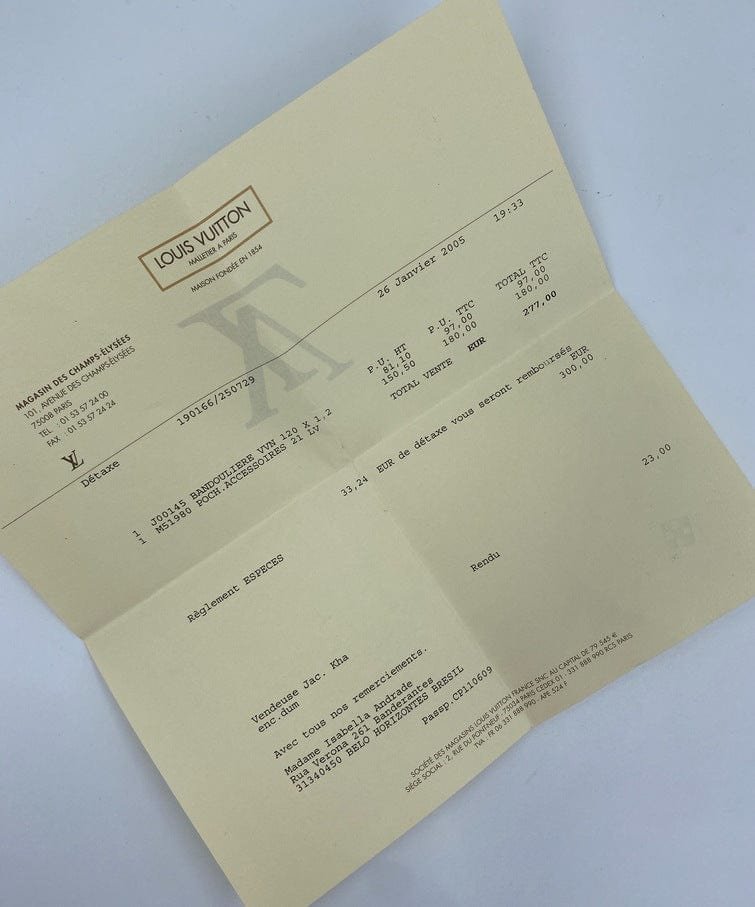 LOUIS VUITTON
MALLETIER A PARIS
MAISON FONDÉE EN 1854
MAGASIN DES CHAMPS-ÉLYSÉES
101, AVENUE DES CHAMPS-ÉLYSÉES
75008 PARIS
TEL : 01 53 57 24 00
FAX : 01 53 57 24 24
LV
Détaxe 190166/250729 26 Janvier 2005 19:33
P.U. HT P.U. TTC TOTAL TTC
1 J00145 BANDOULIERE VVN 120 X 1,2 81,10 97,00 97,00
1 M51980 POCH.ACCESSOIRES 21 LV 150,50 180,00 180,00
TOTAL VENTE EUR 277,00
33,24 EUR de détaxe vous seront remboursés
EUR
Règlement ESPECES 300,00
Rendu 23,00
Vendeuse Jac. Kha
enc.dum
Avec tous nos remerciements.
Madame Isabella Andrade
Rua Verona 261 Banderantes
31340450 BELO HORIZONTES BRESIL
Passp.CP110609
SOCIÉTÉ DES MAGASINS LOUIS VUITTON FRANCE SNC AU CAPITAL DE 79 545 €
SIÈGE SOCIAL : 2, RUE DU PONT-NEUF - 75034 PARIS CEDEX 01 - 331 888 990 RCS PARIS
TVA : FR 06 331 888 990 - APE 524 F